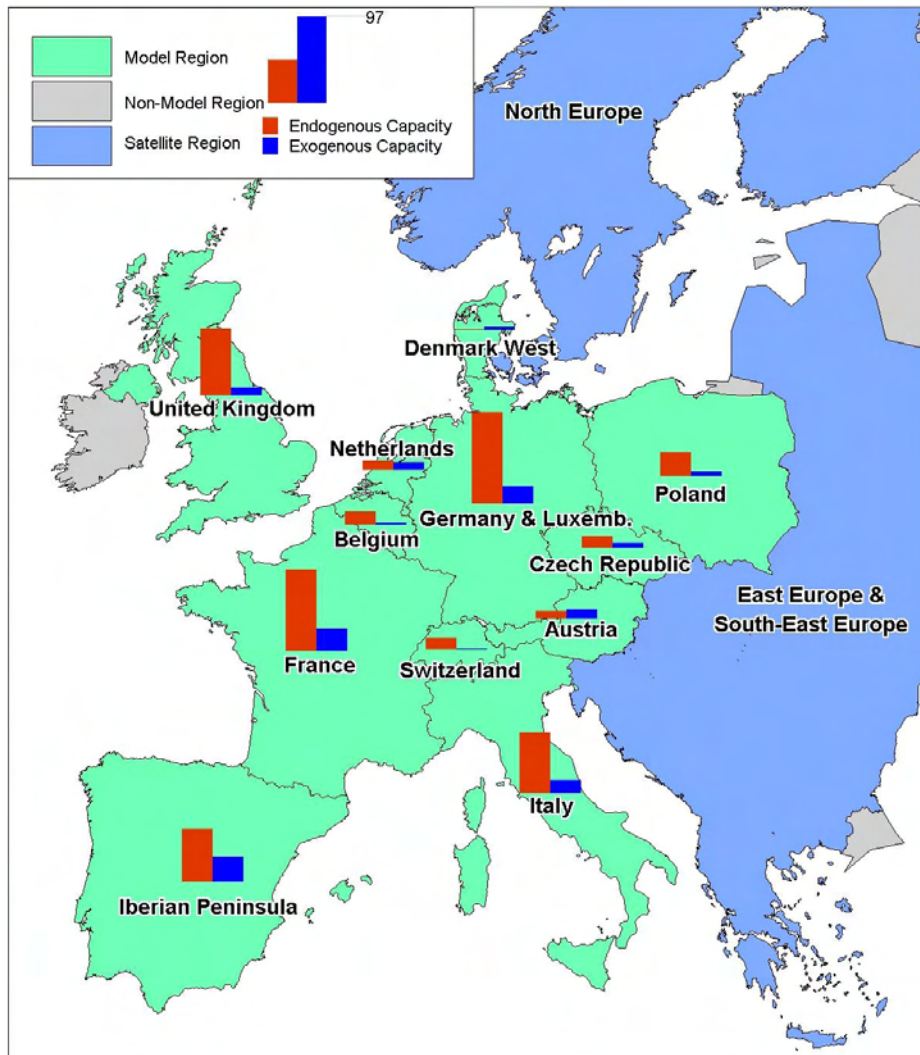 97
Model Region
Non-Model Region
Satellite Region
Endogenous Capacity
Exogenous Capacity
North Europe
Denmark West
United Kingdom
Netherlands
Poland
Germany & Luxemb.
Belgium
Czech Republic
East Europe &
South-East Europe
Austria
France
Switzerland
Italy
Iberian Peninsula